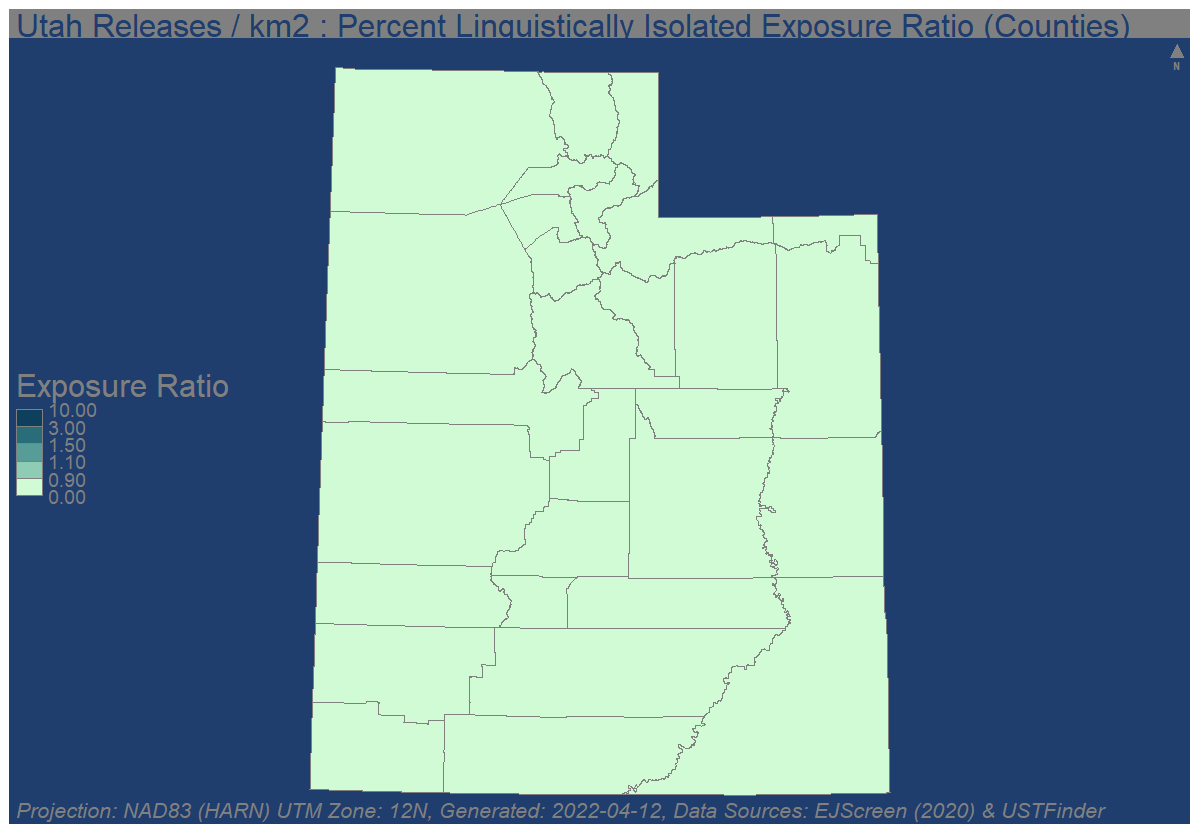 Utah Releases / km2 : Percent Linguistically Isolated Exposure Ratio (Counties)
N
Exposure Ratio
10.00
3.00
1.50
1.10
0.90
0.00
Projection: NAD83 (HARN) UTM Zone: 12N, Generated: 2022-04-12, Data Sources: EJScreen (2020) & USTFinder